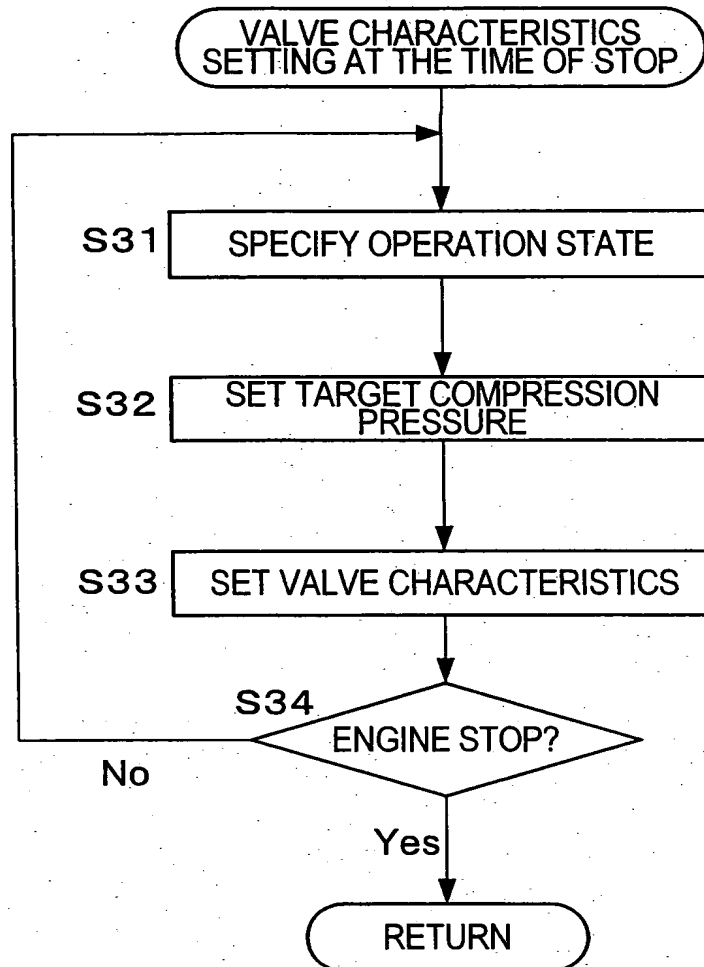 VALVE CHARACTERISTICS
SETTING AT THE TIME OF STOP
S31
SPECIFY OPERATION STATE
S32
SET TARGET COMPRESSION
PRESSURE
S33
SET VALVE CHARACTERISTICS
S34
ENGINE STOP?
No
Yes
RETURN